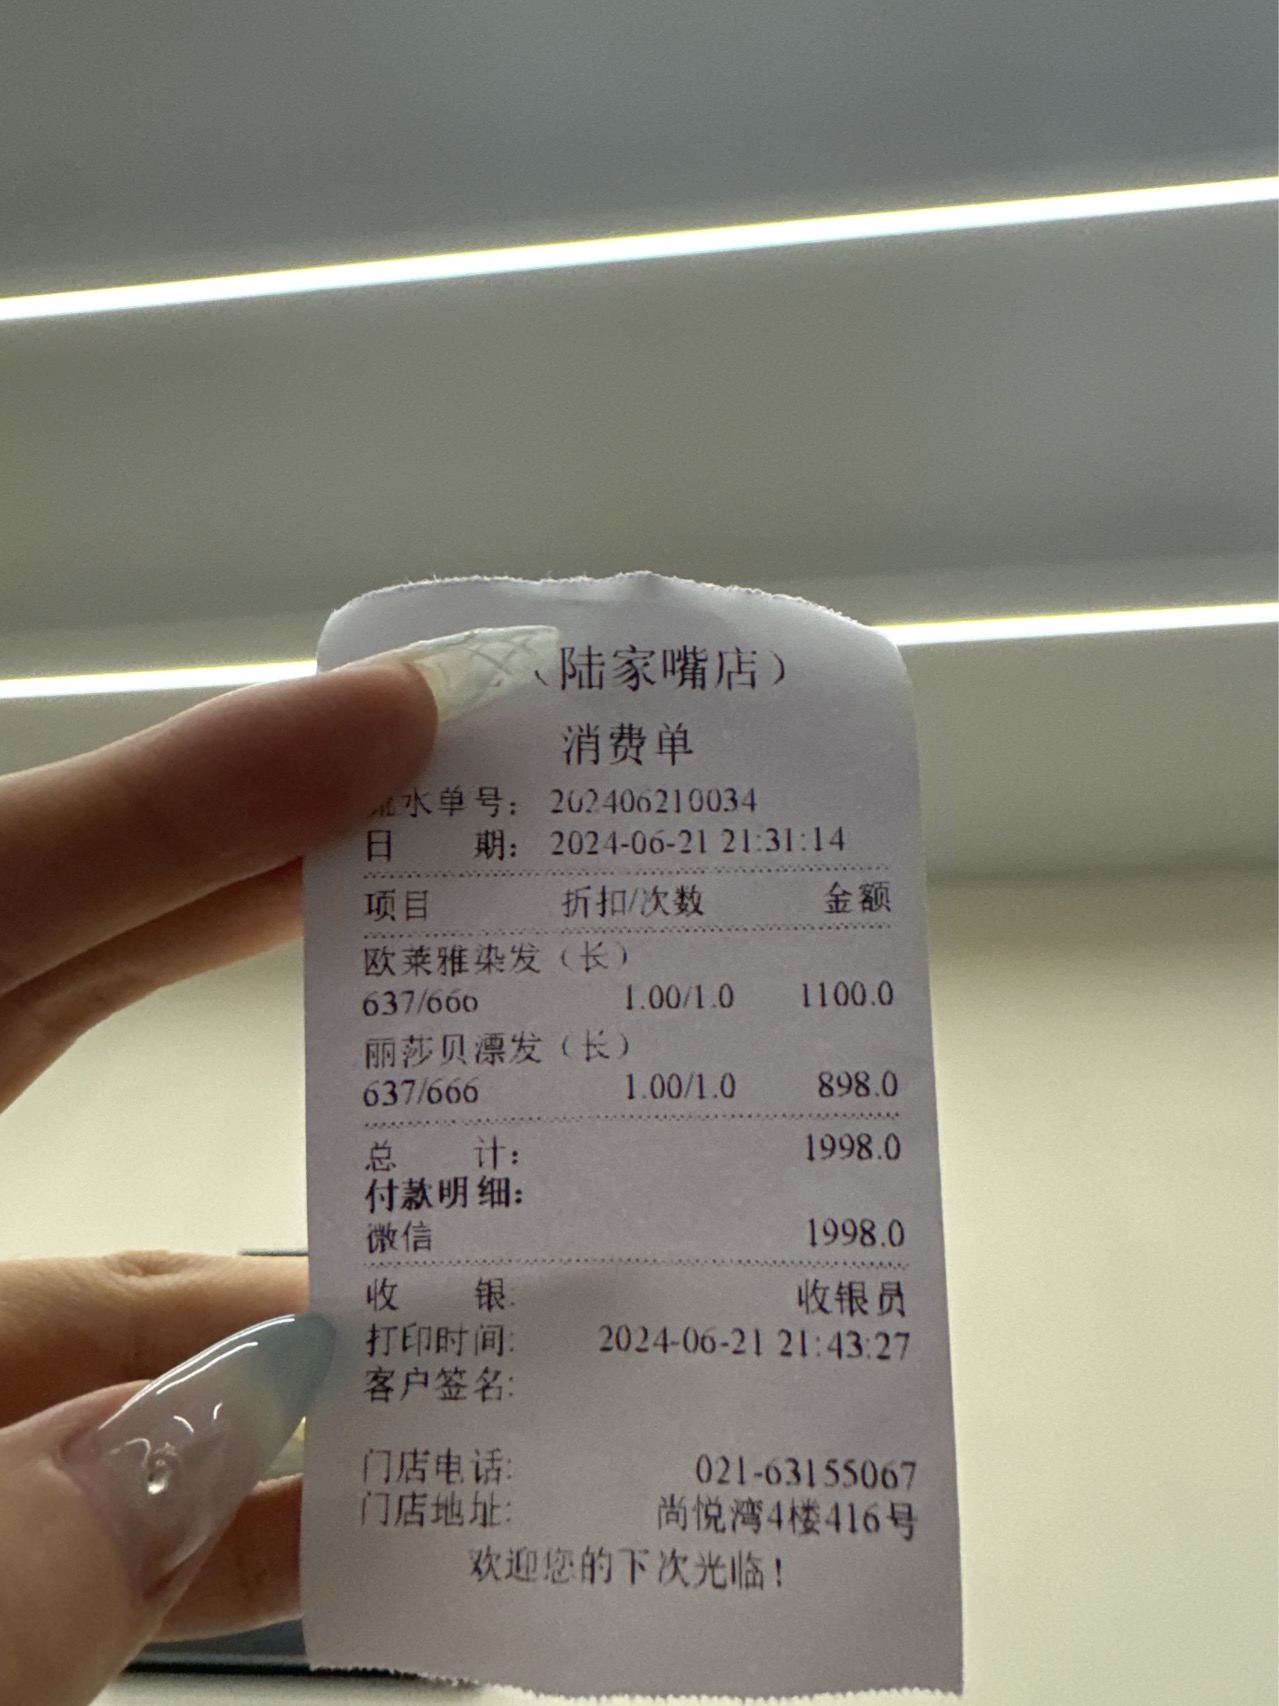 （陆家嘴店）
消费单
流水单号： 202406210034
日 期： 2024-06-21 21:31:14
项目 折扣/次数 金额
欧莱雅染发（长）
637/666 1.00/1.0 1100.0
丽莎贝漂发（长）
637/666 1.00/1.0 898.0
总 计： 1998.0
付款明细：
微信 1998.0
收 银: 收银员
打印时间: 2024-06-21 21:43:27
客户签名:
门店电话: 021-63155067
门店地址: 尚悦湾4楼416号
欢迎您的下次光临！